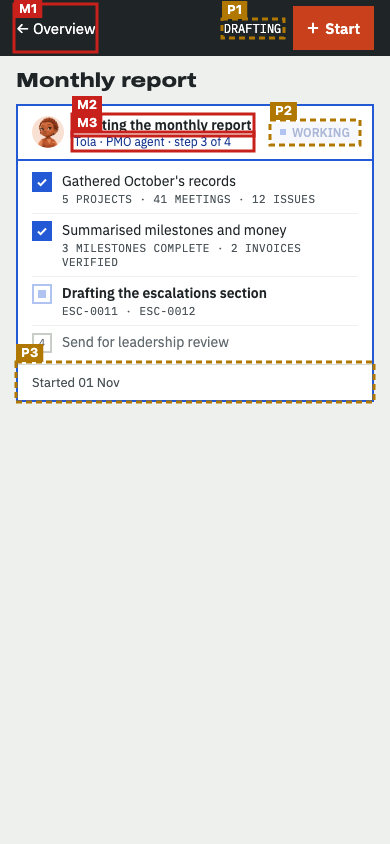 M1
← Overview
P1
DRAFTING
+ Start
Monthly report
M2
ting the monthly report
M3
Tola · PMO agent · step 3 of 4
P2
WORKING
Gathered October's records
5 PROJECTS · 41 MEETINGS · 12 ISSUES
Summarised milestones and money
3 MILESTONES COMPLETE · 2 INVOICES
VERIFIED
Drafting the escalations section
ESC-0011 · ESC-0012
4
Send for leadership review
P3
Started 01 Nov